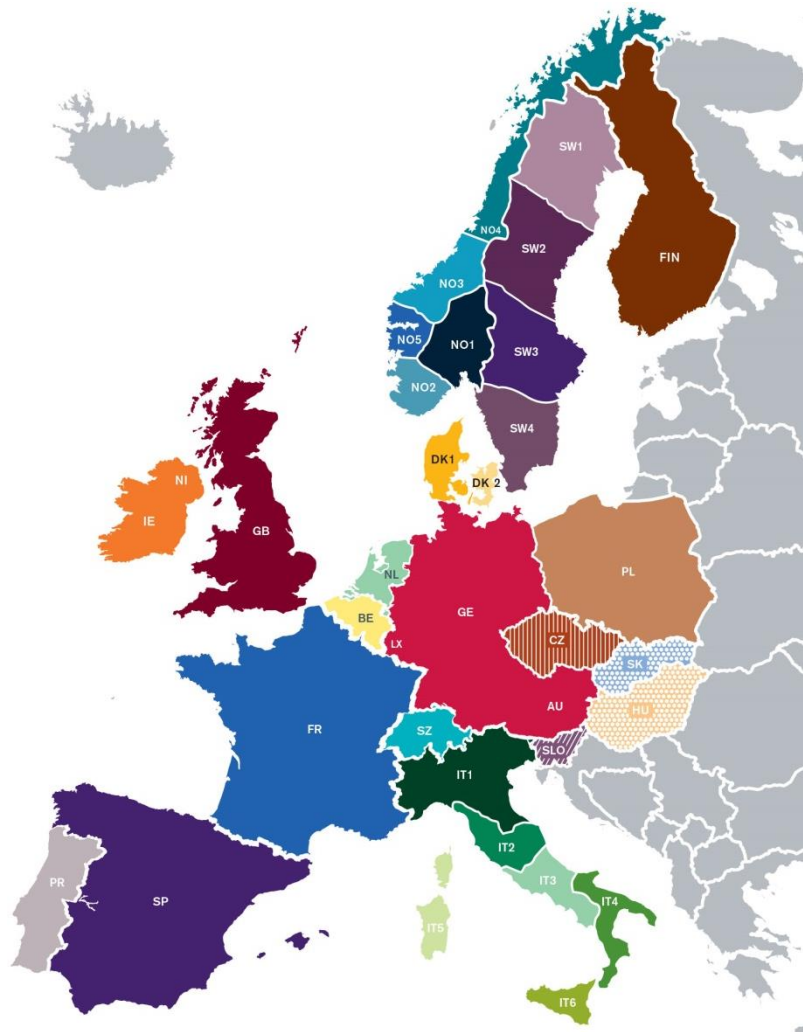 SW1
NO4
SW2
FIN
NO3
NO5
NO1
SW3
NO2
SW4
DK1
DK 2
NI
IE
GB
NL
PL
BE
GE
LX
CZ
SK
AU
HU
FR
SZ
SLO
IT1
IT2
IT3
PR
SP
IT4
IT5
IT6